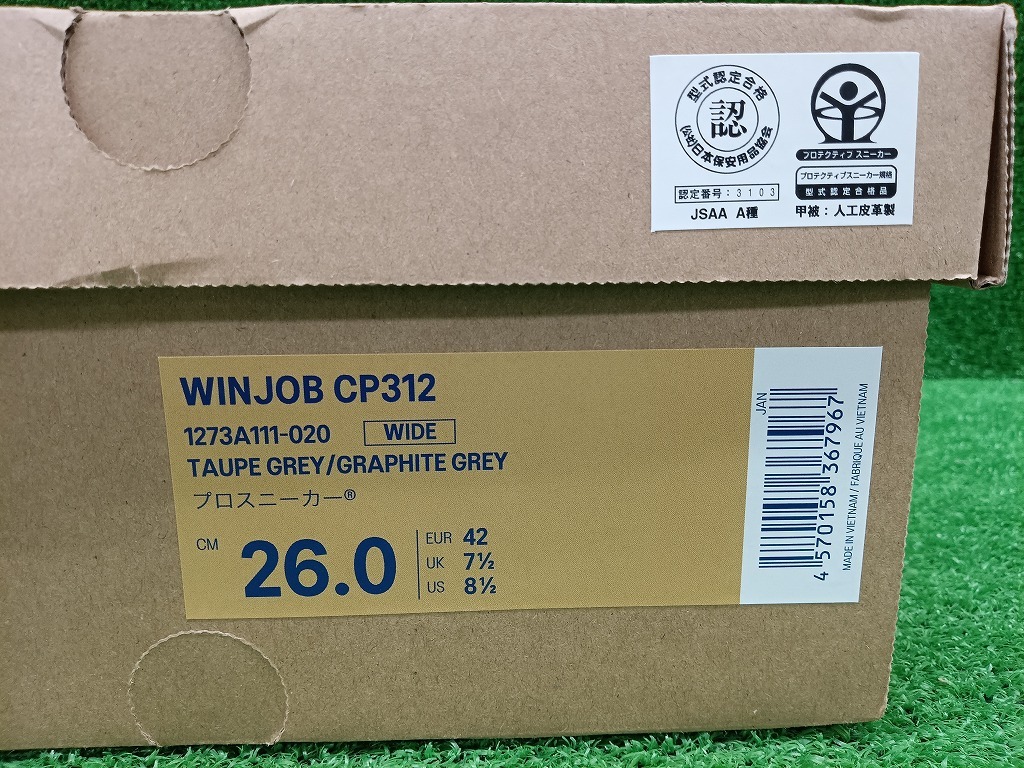 型式認定合格
認
(公社)日本保安用品協会
認定番号：3103
JSAA A種
プロテクティブ スニーカー
プロテクティブスニーカー規格
型式認定合格品
甲被：人工皮革製
WINJOB CP312
1273A111-020 WIDE
TAUPE GREY/GRAPHITE GREY
プロスニーカー®
CM 26.0
EUR 42
UK 7½
US 8½
JAN
4 570158 367967
MADE IN VIETNAM / FABRIQUE AU VIETNAM